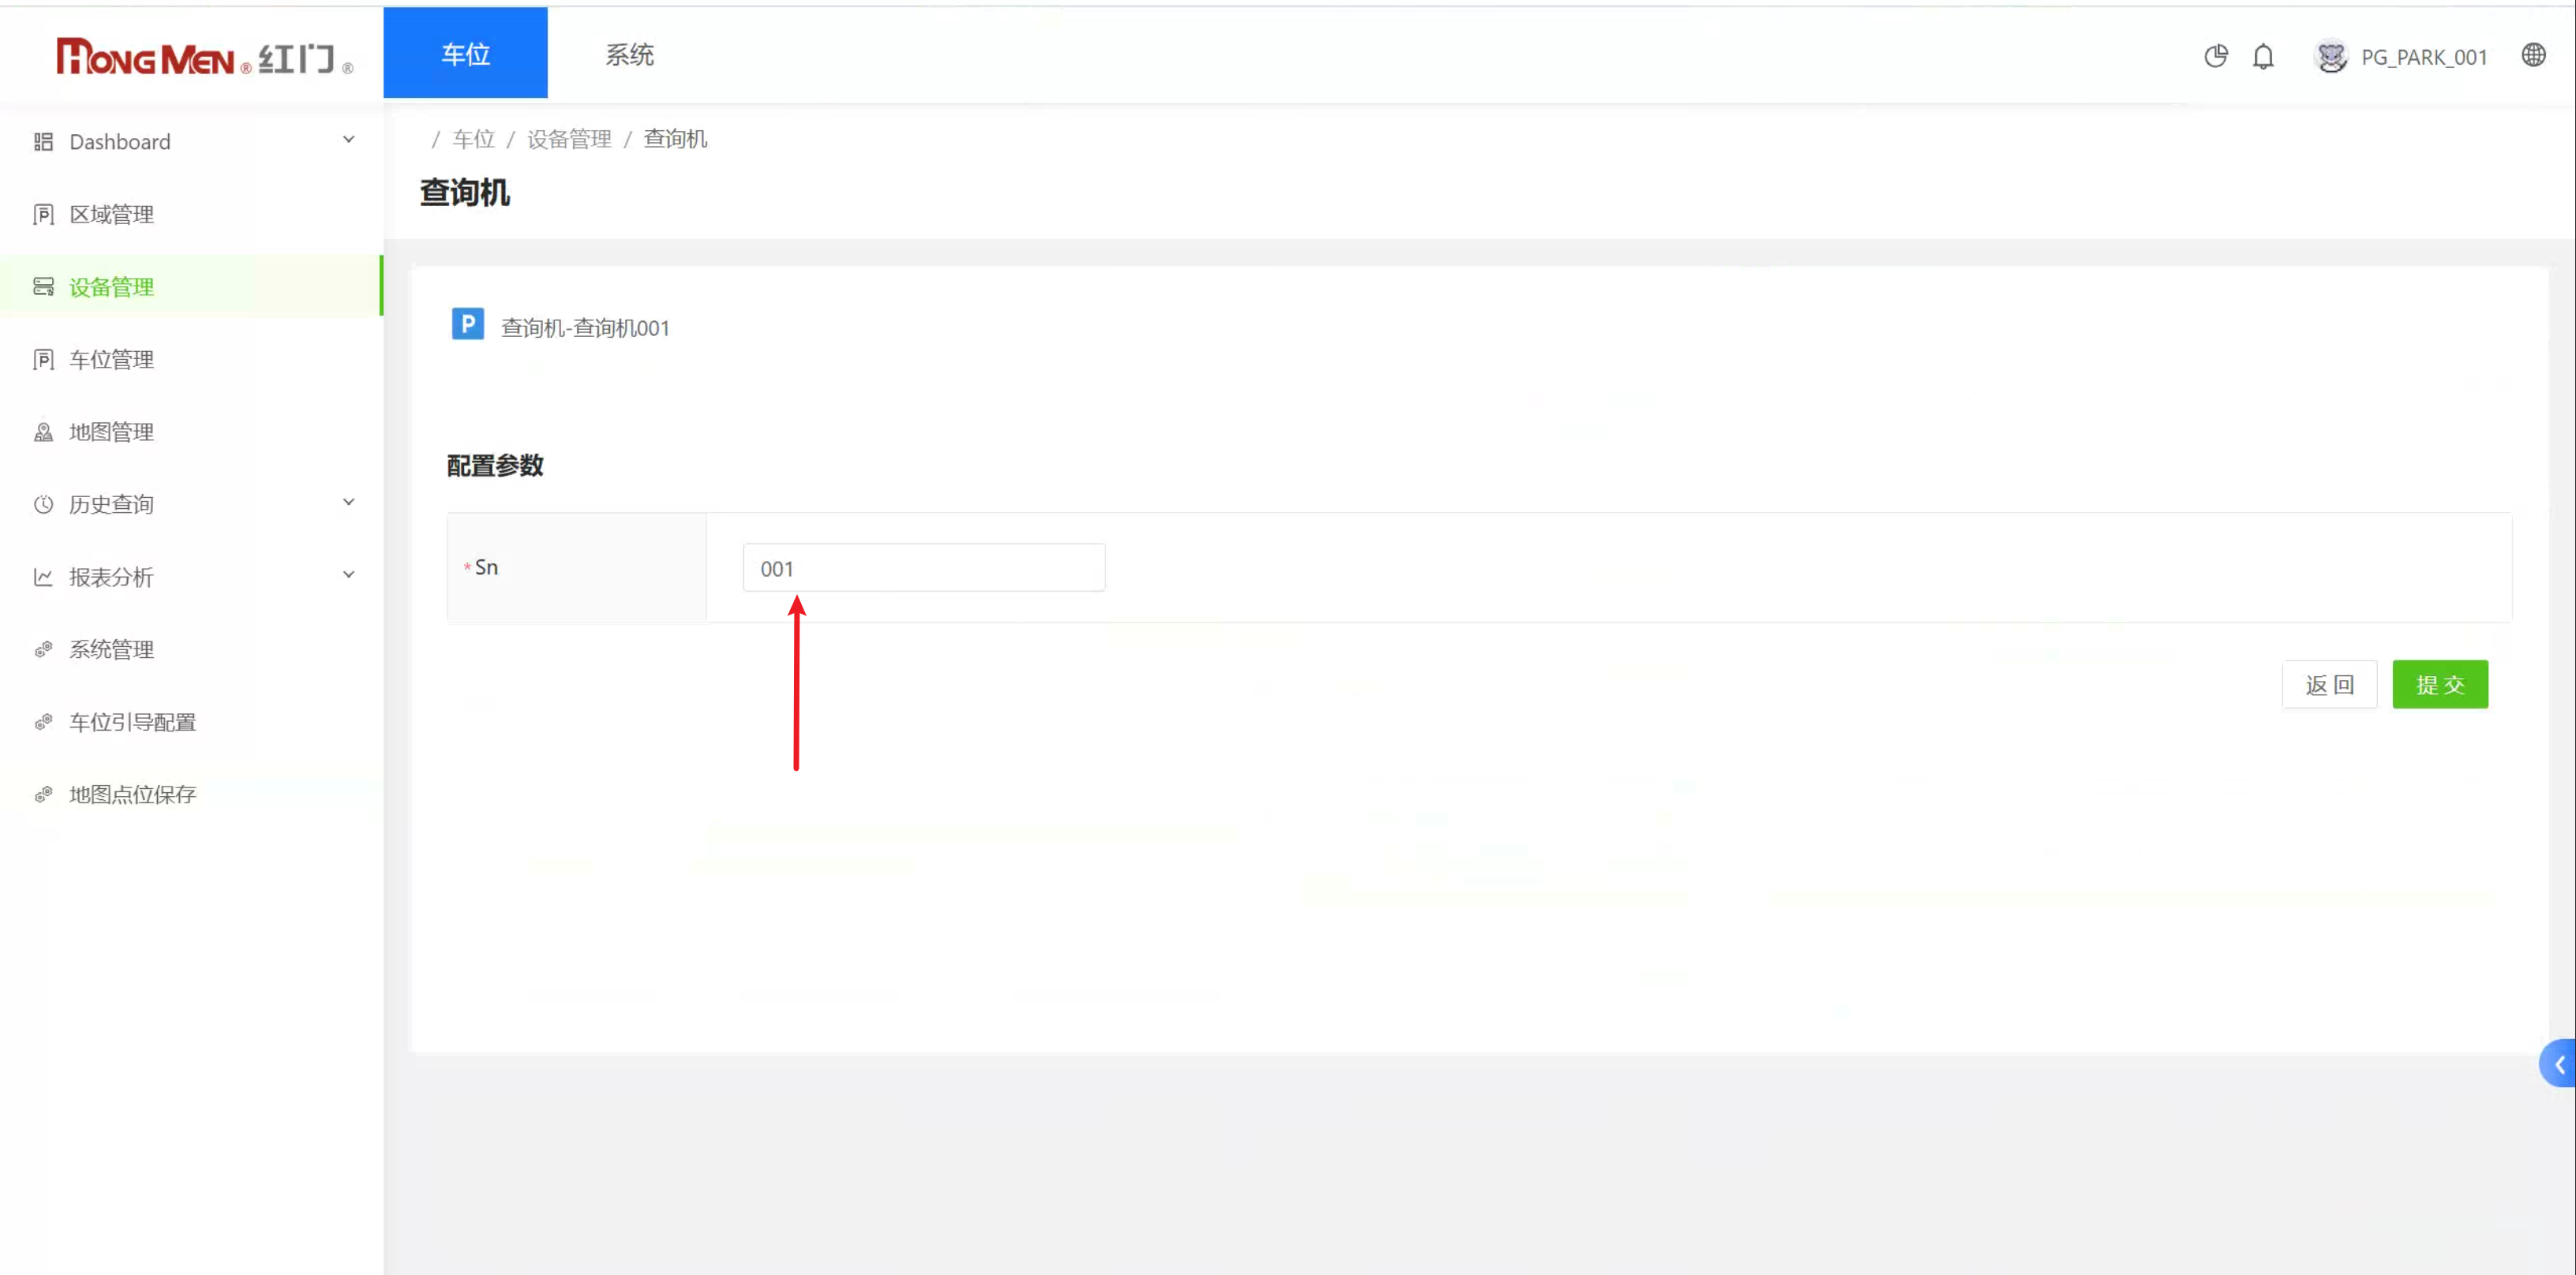 HONGMEN® 红门®
车位
系统
PG_PARK_001
Dashboard
区域管理
设备管理
车位管理
地图管理
历史查询
报表分析
系统管理
车位引导配置
地图点位保存
/ 车位 / 设备管理 / 查询机
查询机
P 查询机-查询机001
配置参数
* Sn
001
返回
提交